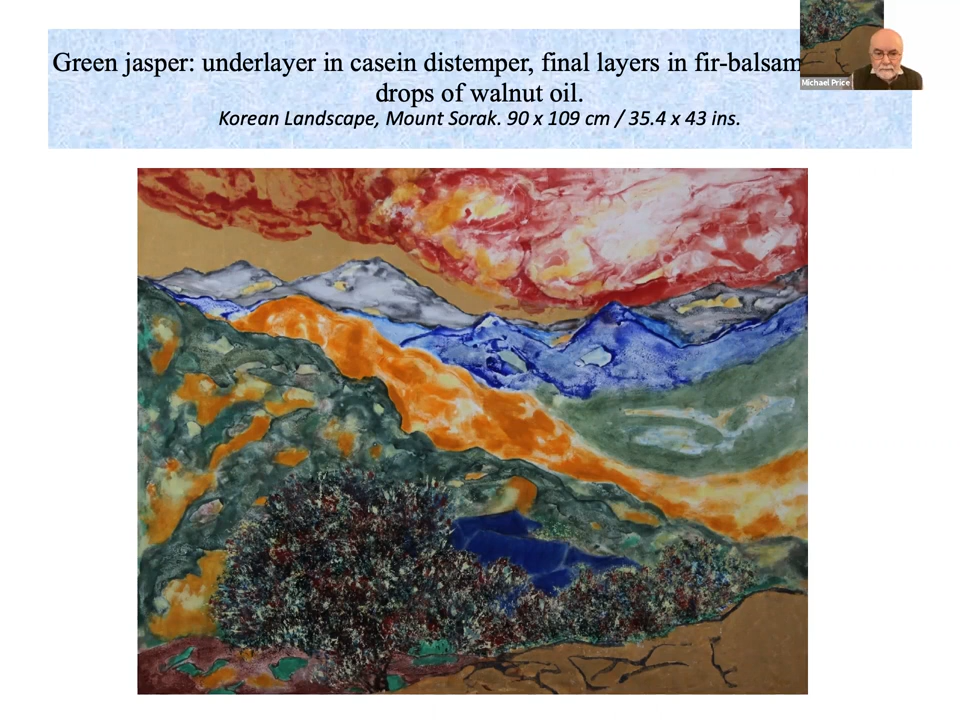 Green jasper: underlayer in casein distemper, final layers in fir-balsam
drops of walnut oil.
Korean Landscape, Mount Sorak. 90 x 109 cm / 35.4 x 43 ins.
Michael Price